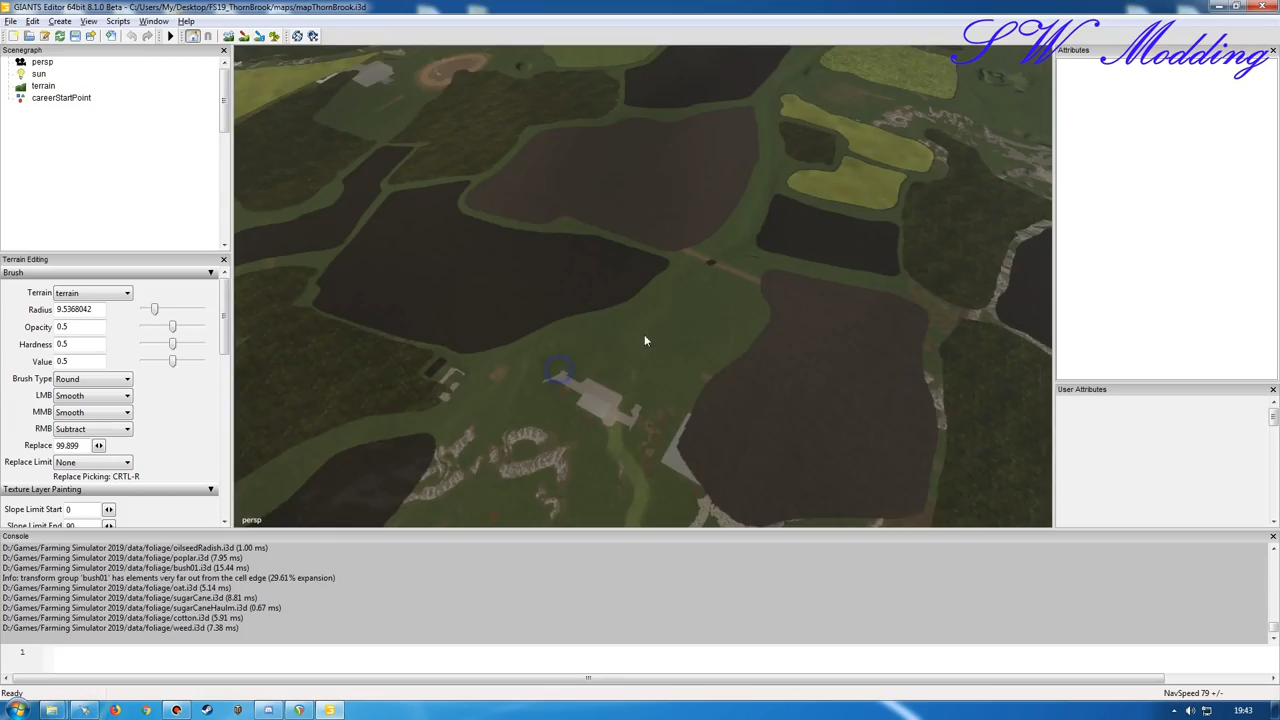 GIANTS Editor 64bit 8.1.0 Beta - C:/Users/My/Desktop/FS19_ThornBrook/maps/mapThornBrook.i3d
File Edit Create View Scripts Window Help
S W Modding
Scenegraph
persp
sun
terrain
careerStartPoint
Attributes
Terrain Editing
Brush
Terrain terrain
Radius 9.5368042
Opacity 0.5
Hardness 0.5
Value 0.5
Brush Type Round
LMB Smooth
MMB Smooth
RMB Subtract
Replace 99.899
Replace Limit None
Replace Picking: CRTL-R
Texture Layer Painting
Slope Limit Start 0
Slope Limit End 90
persp
User Attributes
Console
D:/Games/Farming Simulator 2019/data/foliage/oilseedRadish.i3d (1.00 ms)
D:/Games/Farming Simulator 2019/data/foliage/poplar.i3d (7.95 ms)
D:/Games/Farming Simulator 2019/data/foliage/bush01.i3d (15.44 ms)
Info: transform group 'bush01' has elements very far out from the cell edge (29.61% expansion)
D:/Games/Farming Simulator 2019/data/foliage/oat.i3d (5.14 ms)
D:/Games/Farming Simulator 2019/data/foliage/sugarCane.i3d (8.81 ms)
D:/Games/Farming Simulator 2019/data/foliage/sugarCaneHaulm.i3d (0.67 ms)
D:/Games/Farming Simulator 2019/data/foliage/cotton.i3d (5.91 ms)
D:/Games/Farming Simulator 2019/data/foliage/weed.i3d (7.38 ms)
1
Ready
NavSpeed 79 +/-
19:43